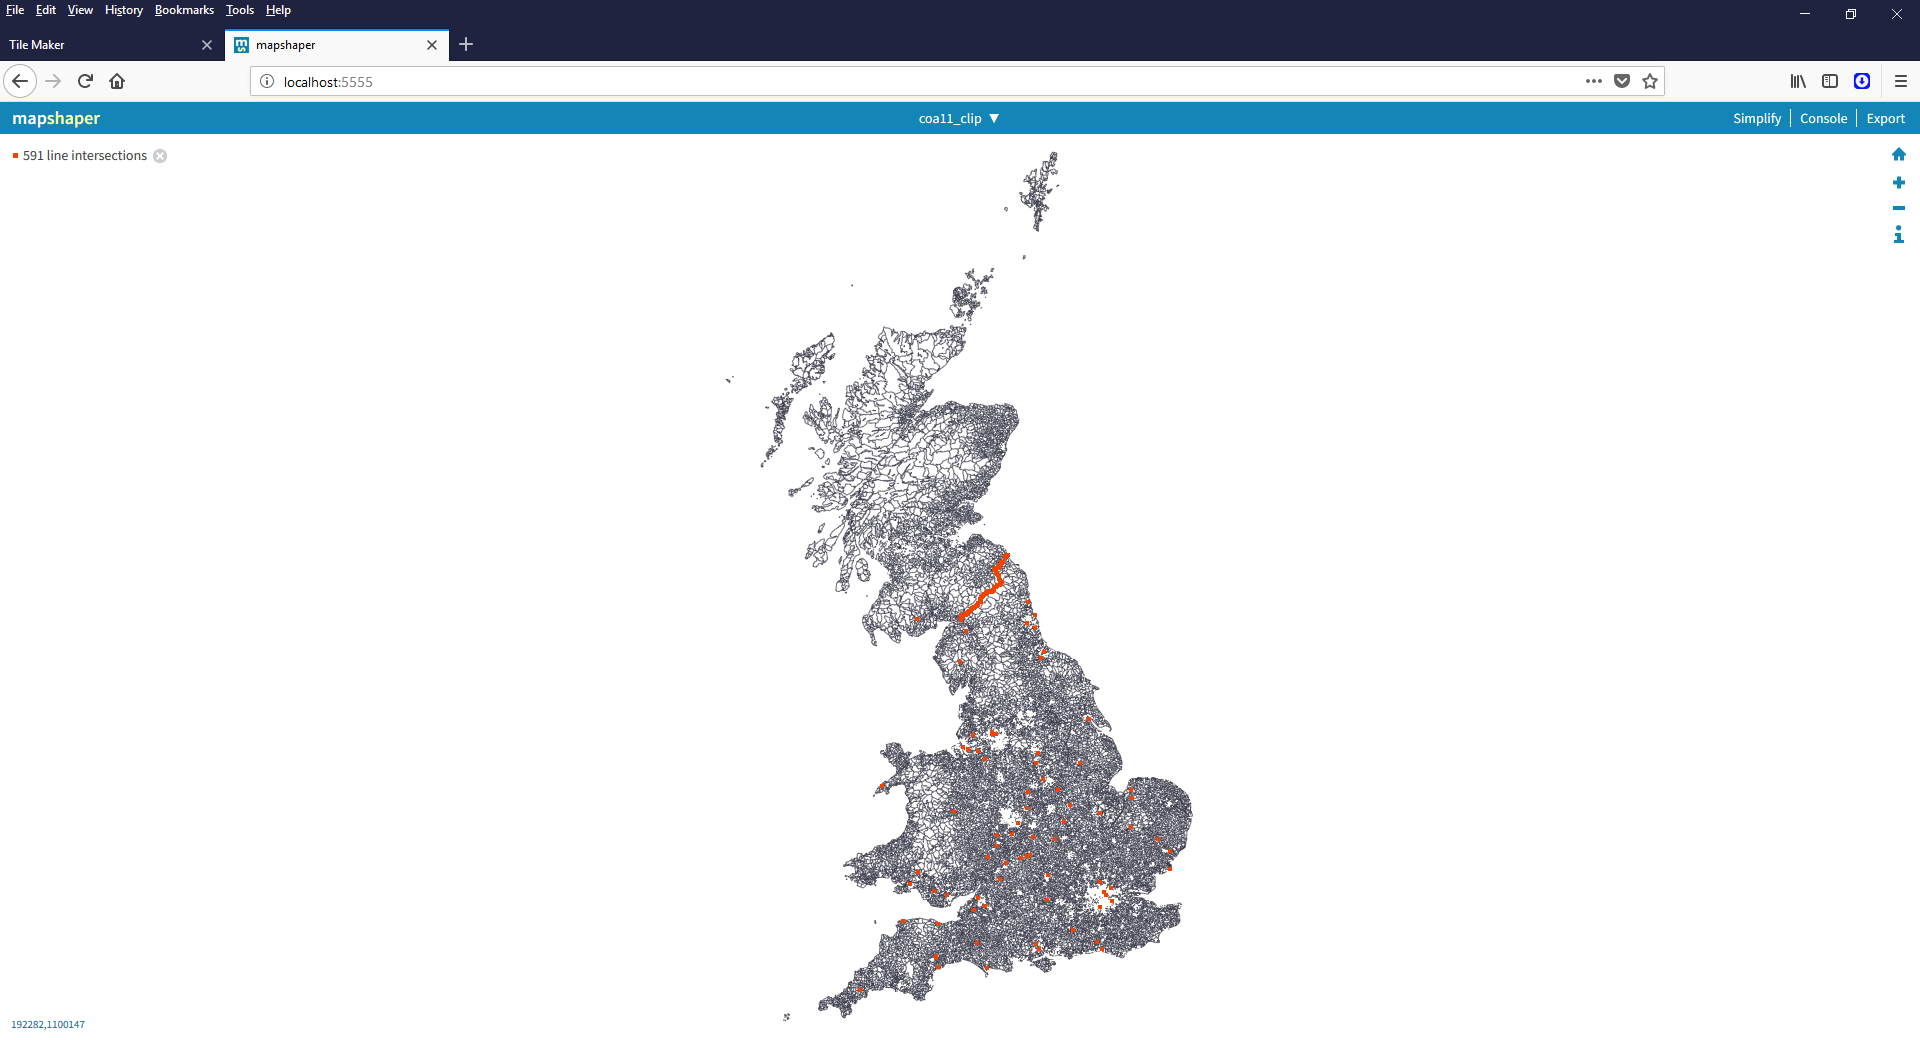 File Edit View History Bookmarks Tools Help
Tile Maker
mapshaper
localhost:5555
mapshaper
coa11_clip ▼
Simplify | Console | Export
591 line intersections
192282,1100147